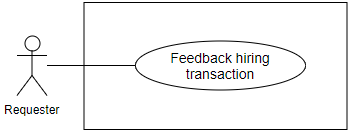 Feedback hiring
transaction
Requester